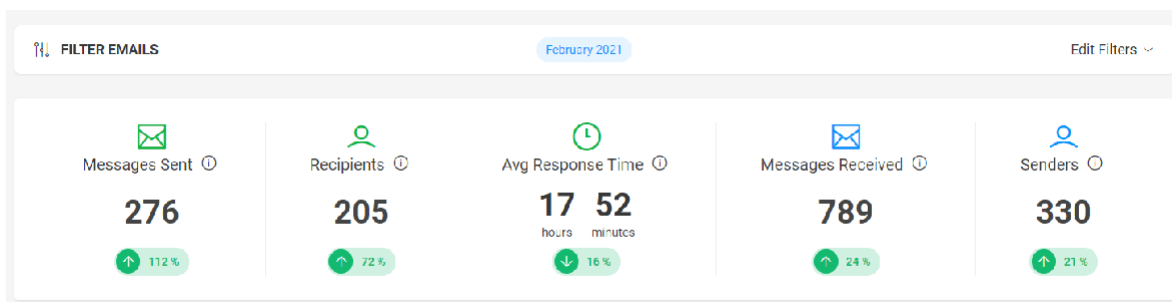 FILTER EMAILS
February 2021
Edit Filters
Messages Sent
276
112 %
Recipients
205
72 %
Avg Response Time
17 52
hours minutes
16 %
Messages Received
789
24 %
Senders
330
21 %